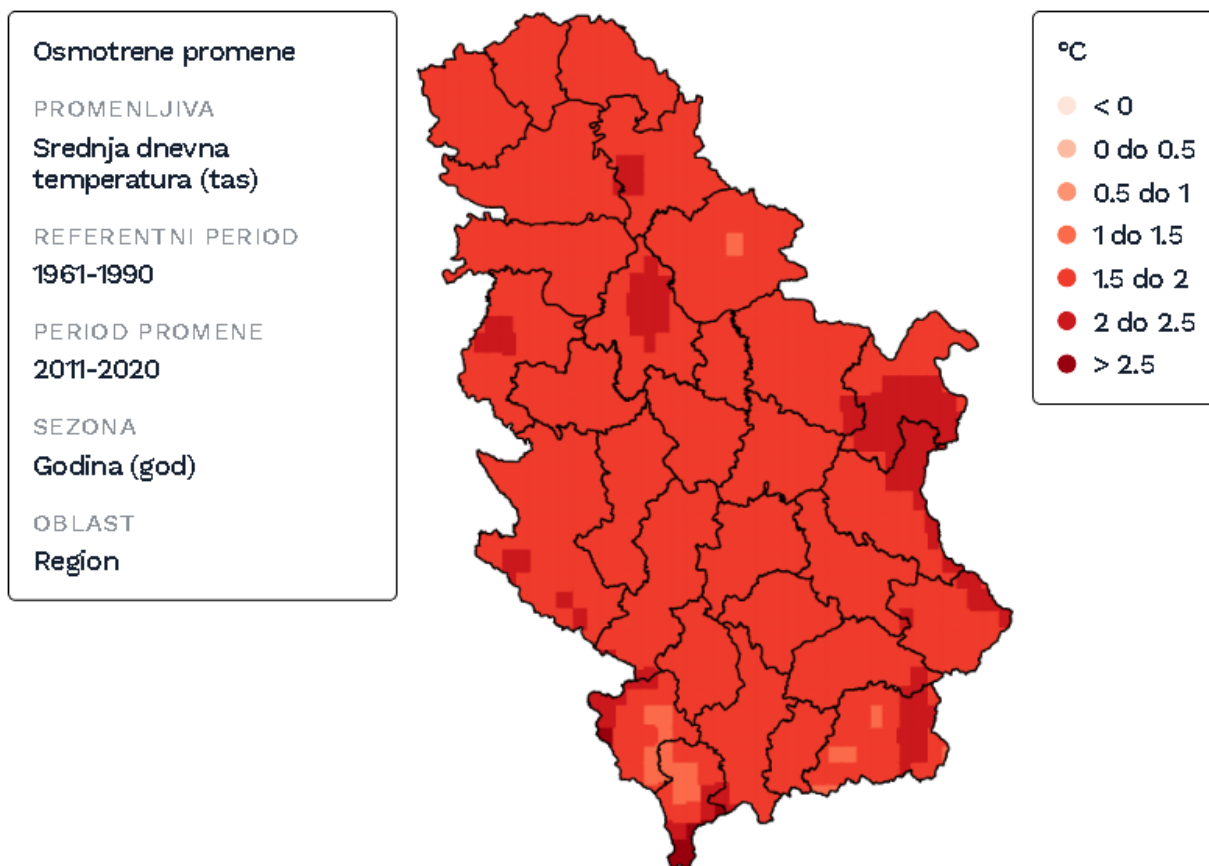 Osmotrene promene
PROMENLJIVA
Srednja dnevna
temperatura (tas)
REFERENTNI PERIOD
1961-1990
PERIOD PROMENE
2011-2020
SEZONA
Godina (god)
OBLAST
Region
°C
< 0
0 do 0.5
0.5 do 1
1 do 1.5
1.5 do 2
2 do 2.5
> 2.5